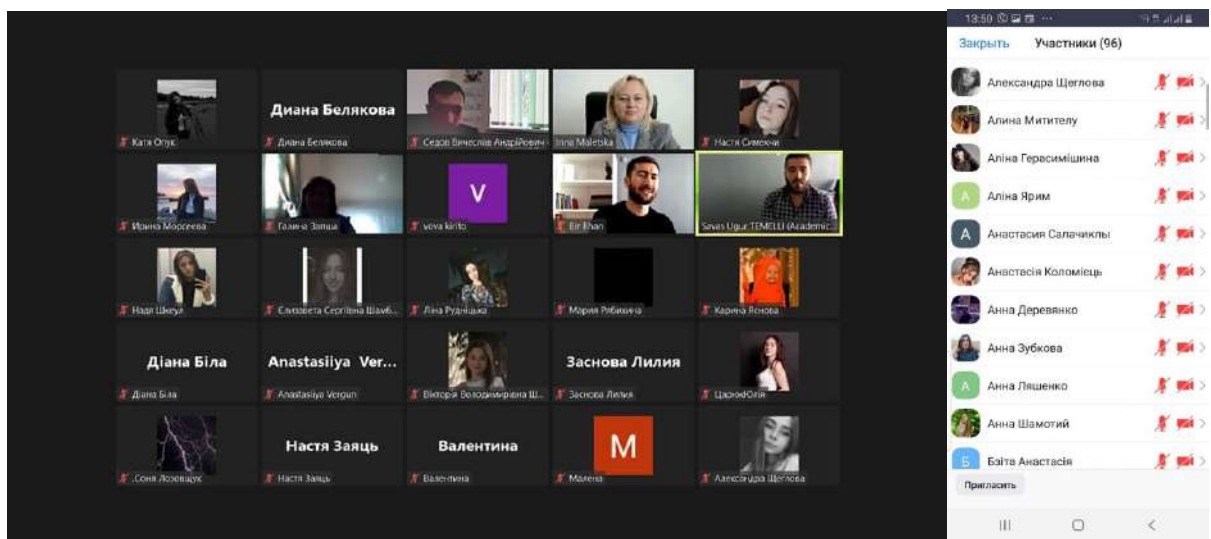 Катя Опук
Диана Белякова
Диана Белякова
Седов Вячеслав Андрійович
Inna Maletska
Настя Симекчи
Ирина Морсеева
Галина Запша
V
vova kirito
Bir Ilhan
Savas Ugur TEMELLI (Academic...
Надя Шкеул
Єлизавета Сергіївна Шамб...
Ліна Рудніцька
Мария Рябихина
Карина Яснова
Діана Біла
Діана Біла
Anastasiiya Ver...
Anastasiiya Vergun
Вікторія Володимирівна Ш...
Заснова Лилия
Заснова Лилия
ЦарюкЮлія
.Соня Лозовщук
Настя Заяць
Настя Заяць
Валентина
Валентина
М
Малена
Александра Щеглова
13:50
Закрыть Участники (96)
Александра Щеглова
Алина Митителу
Аліна Герасимішина
А Аліна Ярим
А Анастасия Салачиклы
Анастасія Коломієць
Анна Деревянко
Анна Зубкова
А Анна Ляшенко
Анна Шамотий
Б Бзіта Анастасія
Пригласить